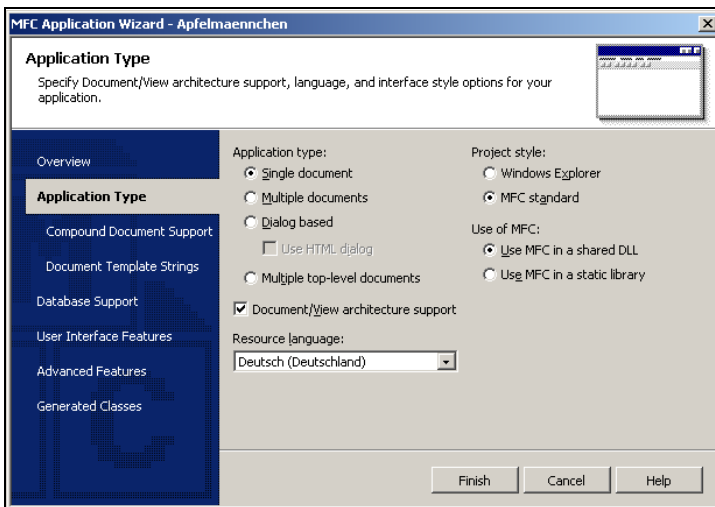 MFC Application Wizard - Apfelmaennchen
Application Type
Specify Document/View architecture support, language, and interface style options for your
application.
Overview
Application Type
Compound Document Support
Document Template Strings
Database Support
User Interface Features
Advanced Features
Generated Classes
Application type:
Single document
Multiple documents
Dialog based
Use HTML dialog
Multiple top-level documents
Document/View architecture support
Resource language:
Deutsch (Deutschland)
Project style:
Windows Explorer
MFC standard
Use of MFC:
Use MFC in a shared DLL
Use MFC in a static library
Finish
Cancel
Help